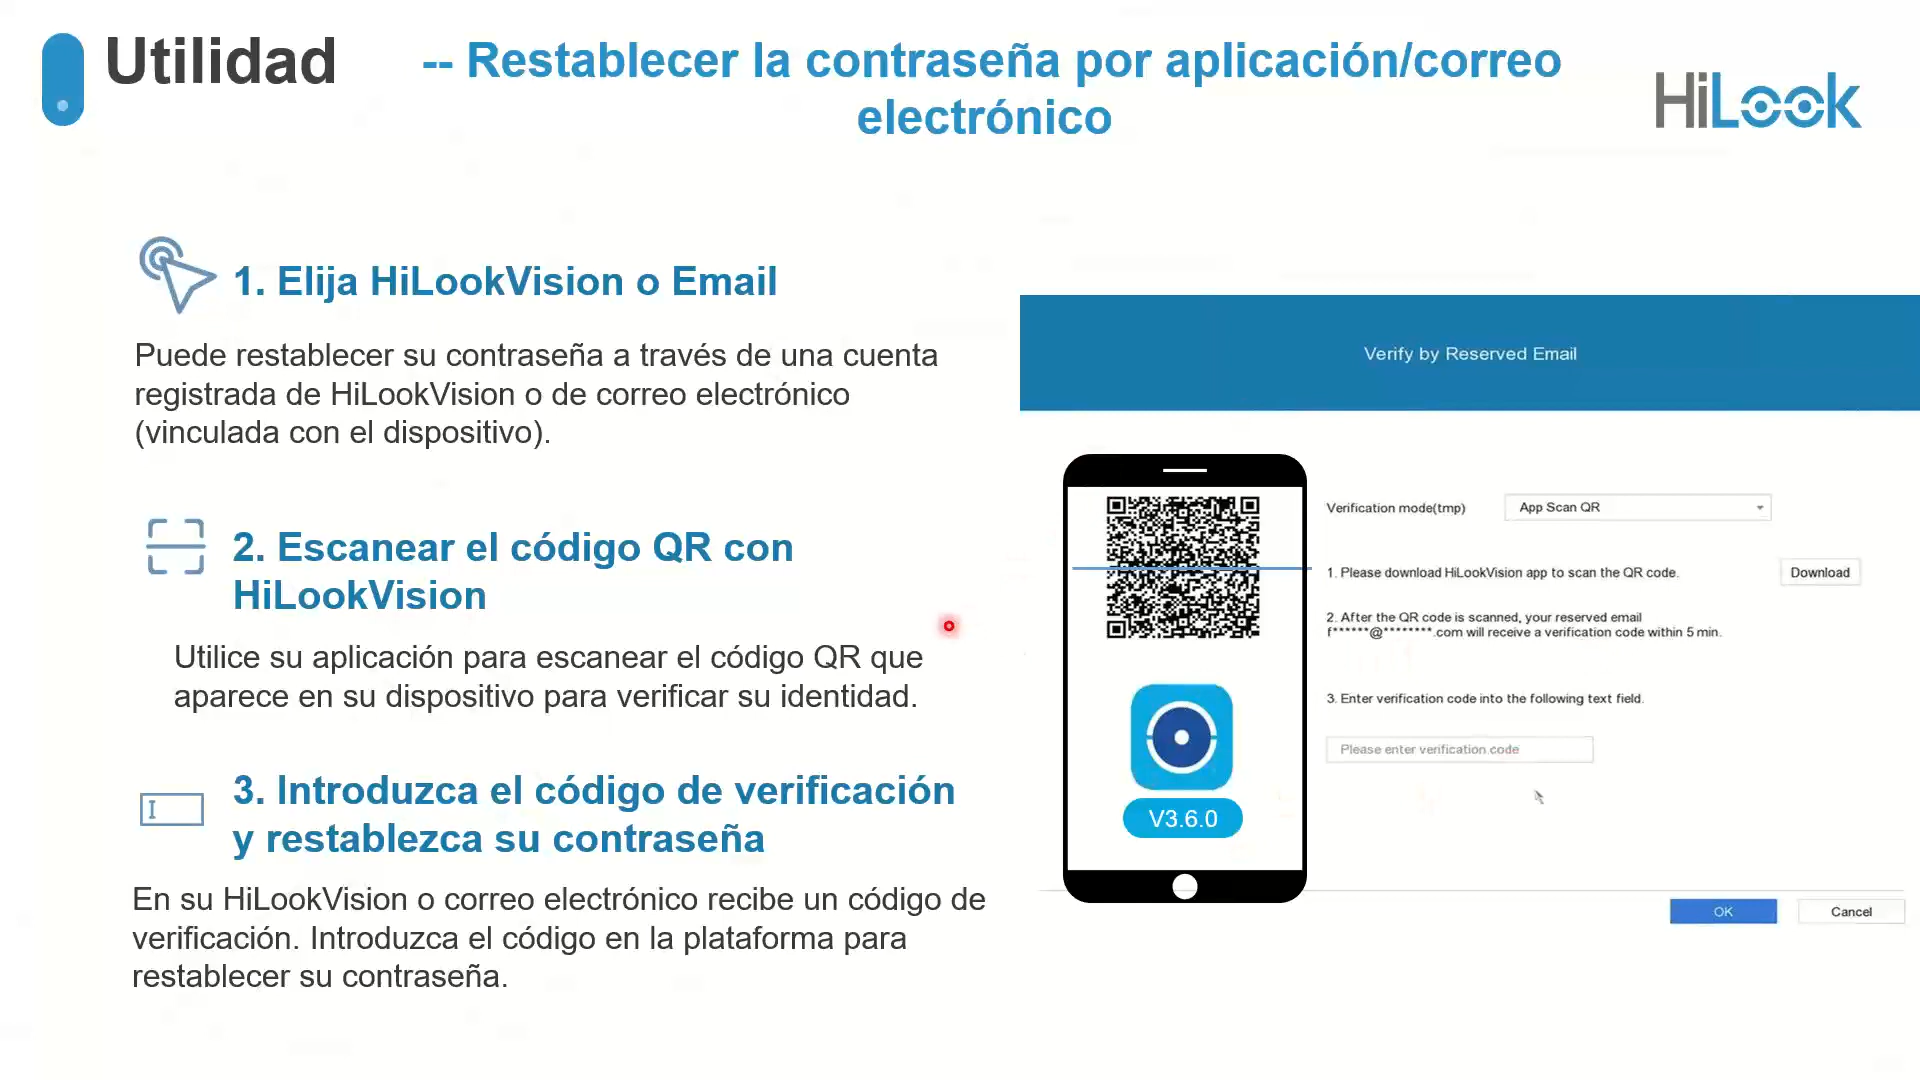 Utilidad
-- Restablecer la contraseña por aplicación/correo
electrónico
HiLook
1. Elija HiLookVision o Email
Puede restablecer su contraseña a través de una cuenta
registrada de HiLookVision o de correo electrónico
(vinculada con el dispositivo).
2. Escanear el código QR con
HiLookVision
Utilice su aplicación para escanear el código QR que
aparece en su dispositivo para verificar su identidad.
3. Introduzca el código de verificación
y restablezca su contraseña
En su HiLookVision o correo electrónico recibe un código de
verificación. Introduzca el código en la plataforma para
restablecer su contraseña.
Verify by Reserved Email
V3.6.0
Verification mode(tmp)
App Scan QR
1. Please download HiLookVision app to scan the QR code.
Download
2. After the QR code is scanned, your reserved email
f******@********.com will receive a verification code within 5 min.
3. Enter verification code into the following text field.
Please enter verification code
OK
Cancel